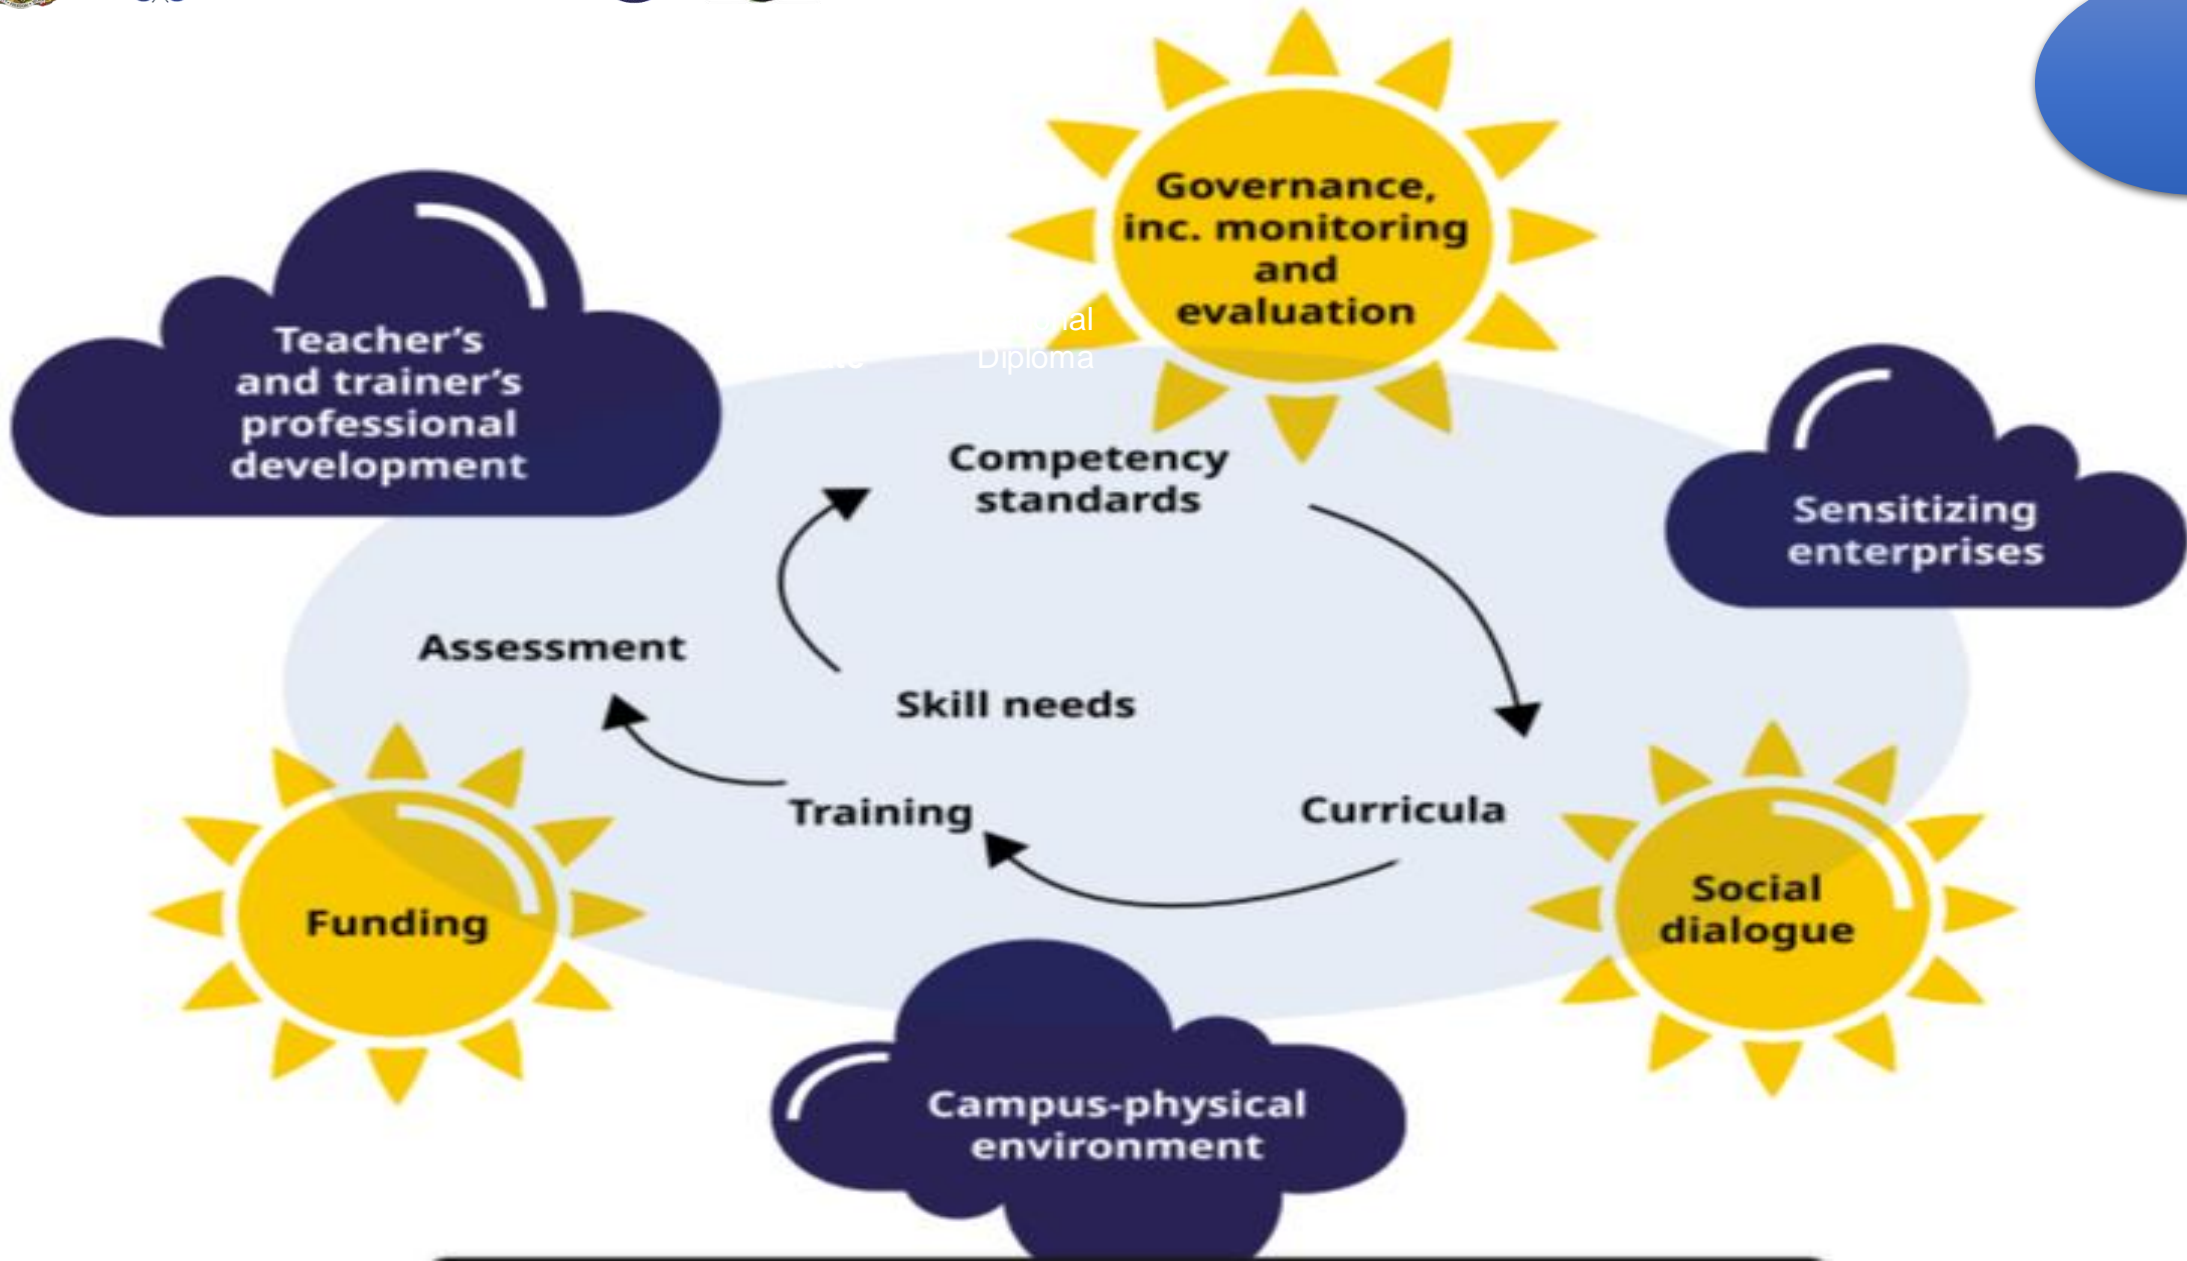 Governance,
inc. monitoring
and
evaluation
Teacher's
and trainer's
professional
development
Diploma
Sensitizing
enterprises
Competency
standards
Assessment
Skill needs
Training
Curricula
Funding
Social
dialogue
Campus-physical
environment